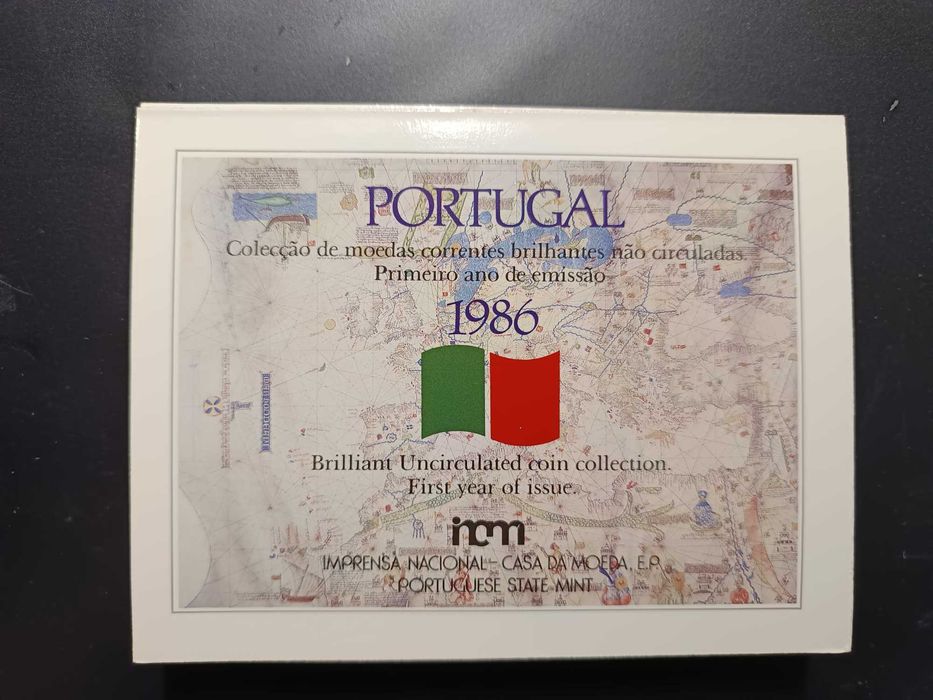 PORTUGAL
Colecção de moedas correntes brilhantes não circuladas.
Primeiro ano de emissão
1986
Brilliant Uncirculated coin collection.
First year of issue.
incm
IMPRENSA NACIONAL - CASA DA MOEDA, E.P.
PORTUGUESE STATE MINT